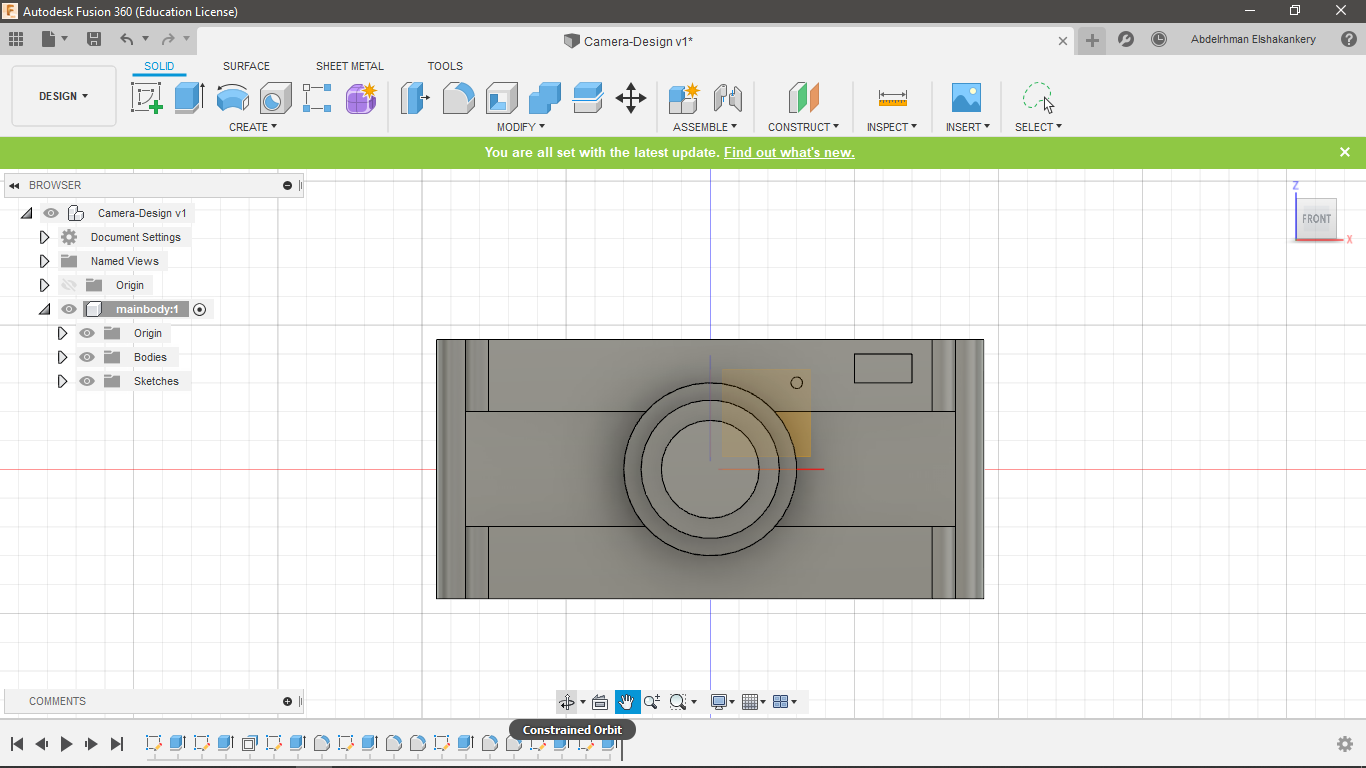 Autodesk Fusion 360 (Education License)
Camera-Design v1*
Abdelrhman Elshakankery
SOLID
SURFACE
SHEET METAL
TOOLS
DESIGN
CREATE
MODIFY
ASSEMBLE
CONSTRUCT
INSPECT
INSERT
SELECT
You are all set with the latest update. Find out what's new.
BROWSER
Camera-Design v1
Document Settings
Named Views
Origin
mainbody:1
Origin
Bodies
Sketches
Z
FRONT
X
COMMENTS
Constrained Orbit